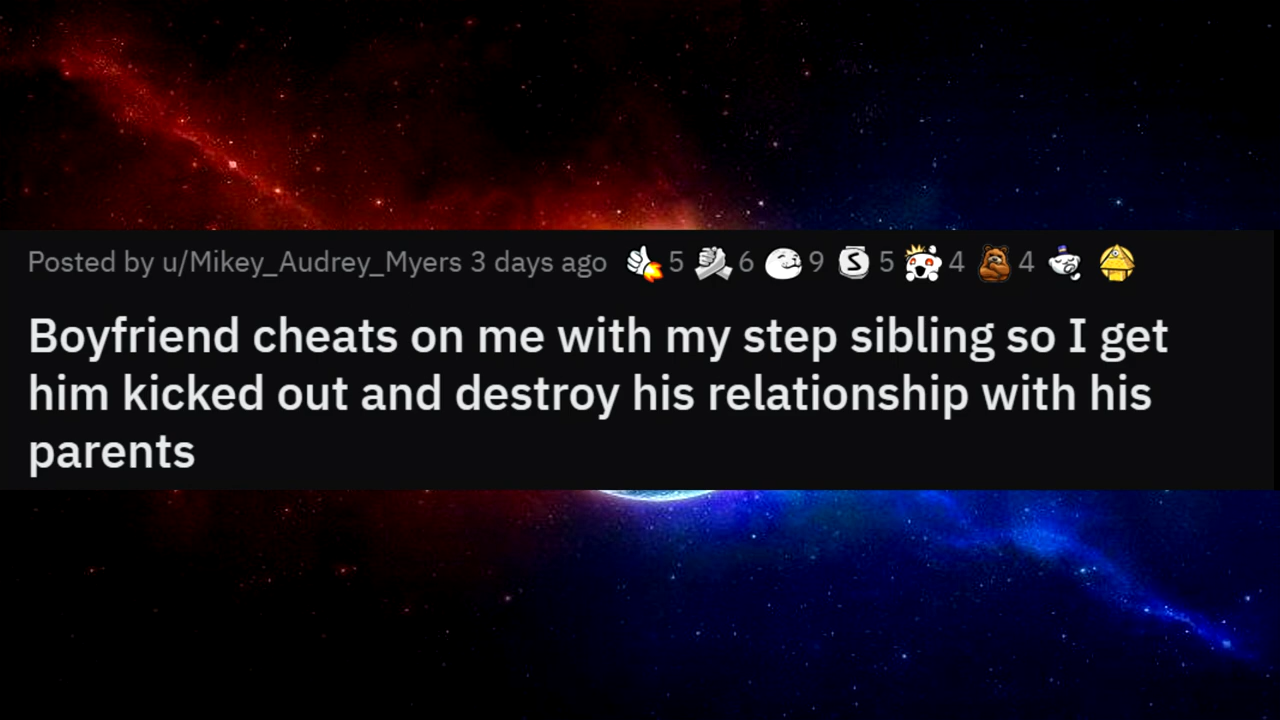 Posted by u/Mikey_Audrey_Myers 3 days ago 5 6 9 S 5 4 4
Boyfriend cheats on me with my step sibling so I get
him kicked out and destroy his relationship with his
parents